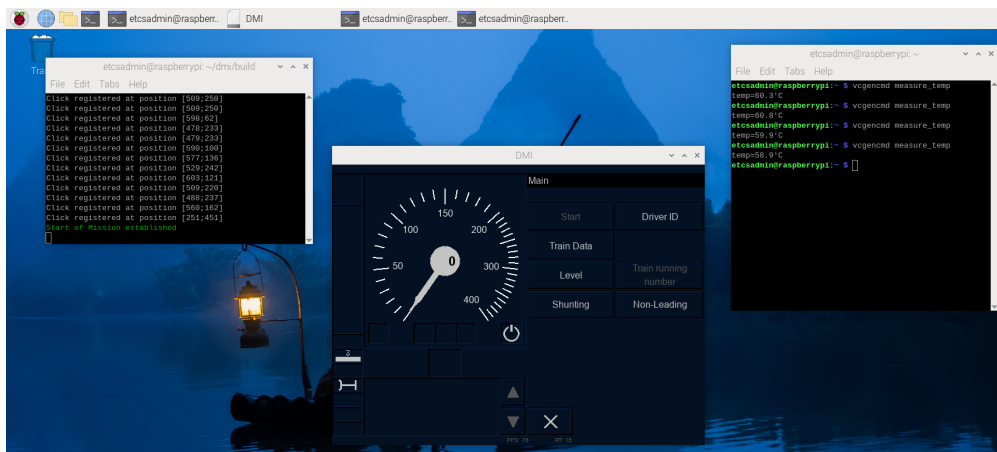 etcsadmin@raspberr..
DMI
etcsadmin@raspberr..
etcsadmin@raspberr..
Tra
etcsadmin@raspberrypi: ~/dmi/build
File Edit Tabs Help
Click registered at position [509;250]
Click registered at position [509;250]
Click registered at position [598;62]
Click registered at position [478;233]
Click registered at position [479;233]
Click registered at position [590;100]
Click registered at position [577;136]
Click registered at position [529;242]
Click registered at position [603;121]
Click registered at position [509;220]
Click registered at position [488;237]
Click registered at position [560;162]
Click registered at position [251;451]
Start of Mission established
DMI
Main
50
100
150
200
300
400
0
Start
Driver ID
Train Data
Level
Train running
number
Shunting
Non-Leading
3
FPS: 76
RT: 15
etcsadmin@raspberrypi: ~
File Edit Tabs Help
etcsadmin@raspberrypi:~ $ vcgencmd measure_temp
temp=60.3'C
etcsadmin@raspberrypi:~ $ vcgencmd measure_temp
temp=60.8'C
etcsadmin@raspberrypi:~ $ vcgencmd measure_temp
temp=59.9'C
etcsadmin@raspberrypi:~ $ vcgencmd measure_temp
temp=58.9'C
etcsadmin@raspberrypi:~ $